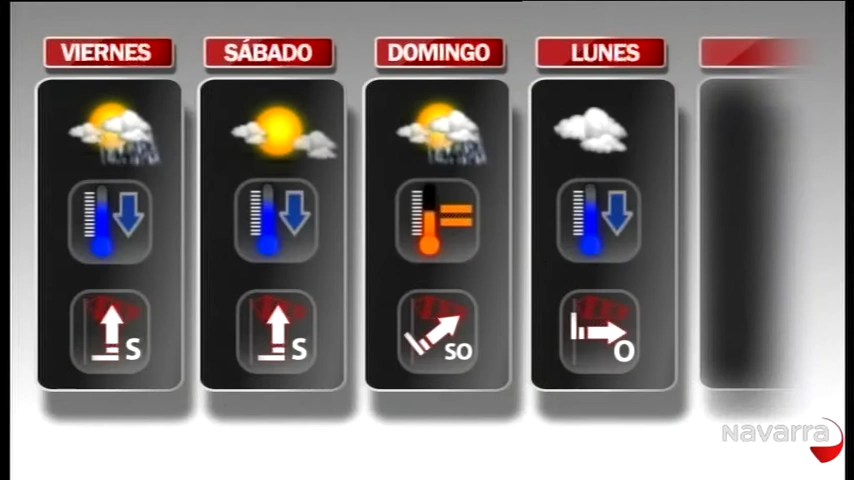 VIERNES
SÁBADO
DOMINGO
LUNES
S
S
SO
O
Navarra